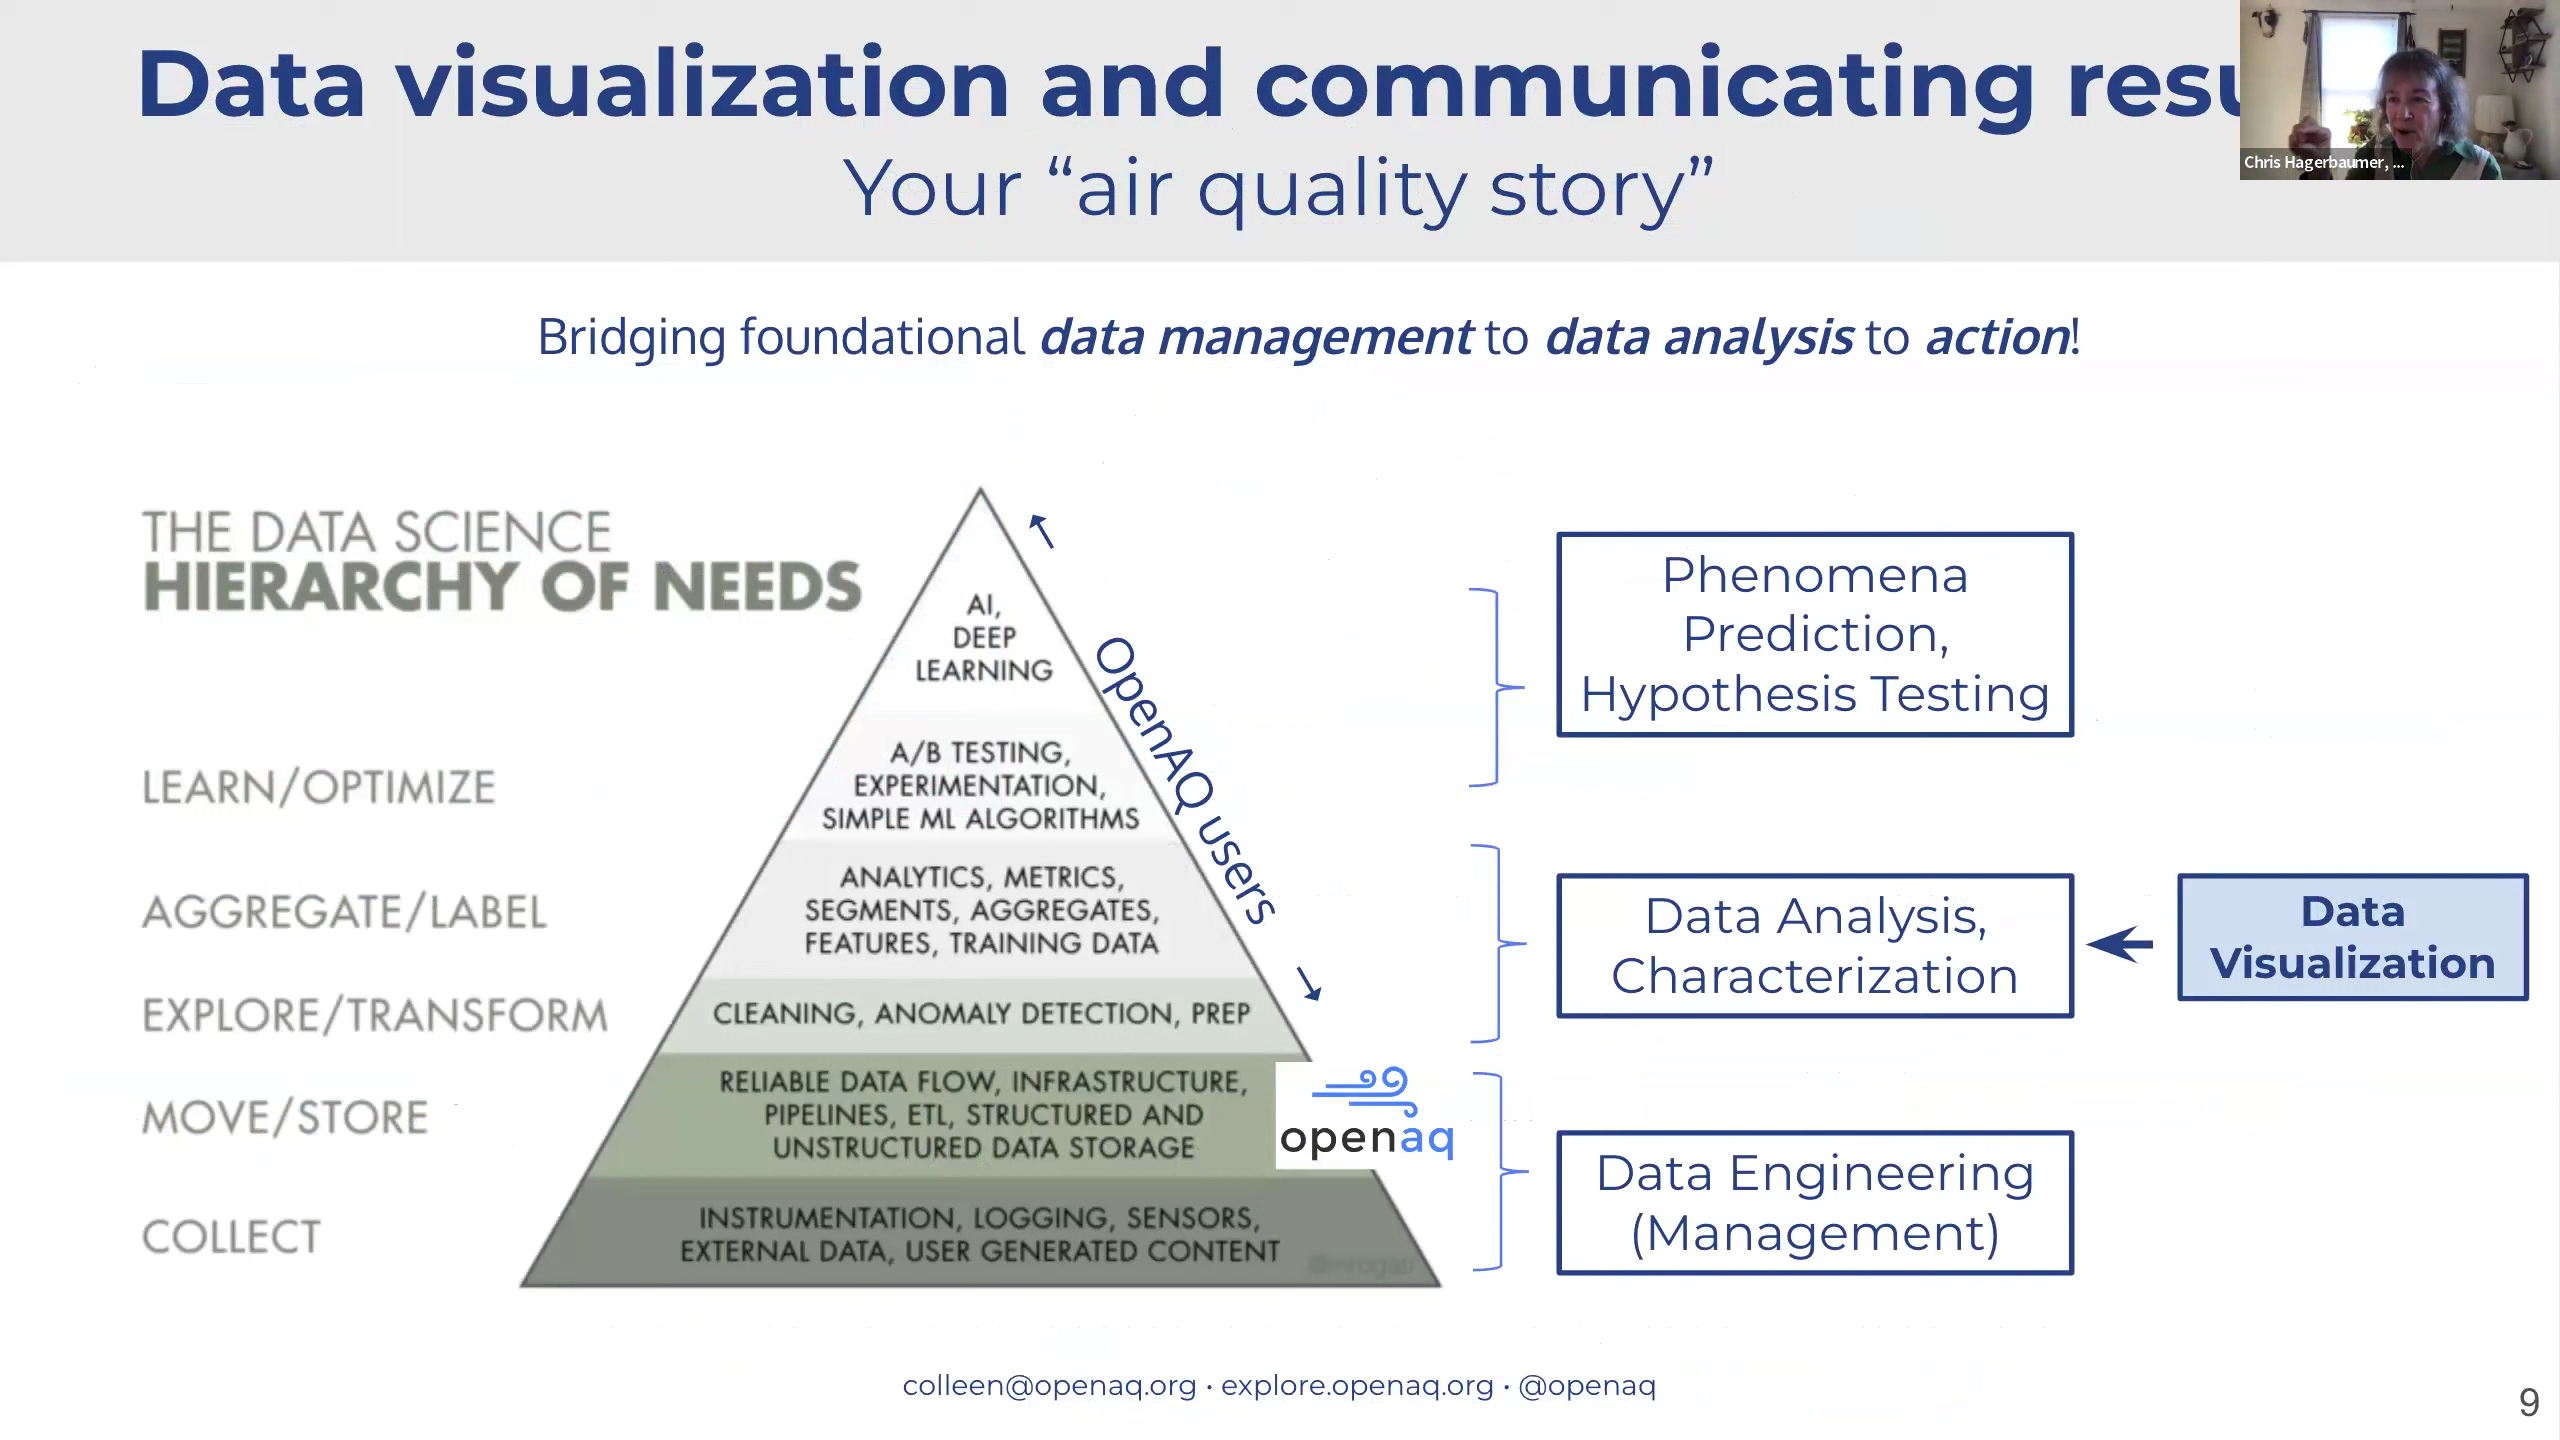 Data visualization and communicating resu
Chris Hagerbaumer, ...
Your “air quality story”
Bridging foundational data management to data analysis to action!
THE DATA SCIENCE
HIERARCHY OF NEEDS
LEARN/OPTIMIZE
AGGREGATE/LABEL
EXPLORE/TRANSFORM
MOVE/STORE
COLLECT
AI,
DEEP
LEARNING
A/B TESTING,
EXPERIMENTATION,
SIMPLE ML ALGORITHMS
ANALYTICS, METRICS,
SEGMENTS, AGGREGATES,
FEATURES, TRAINING DATA
CLEANING, ANOMALY DETECTION, PREP
RELIABLE DATA FLOW, INFRASTRUCTURE,
PIPELINES, ETL, STRUCTURED AND
UNSTRUCTURED DATA STORAGE
INSTRUMENTATION, LOGGING, SENSORS,
EXTERNAL DATA, USER GENERATED CONTENT
OpenAQ users
openaq
Phenomena
Prediction,
Hypothesis Testing
Data Analysis,
Characterization
Data
Visualization
Data Engineering
(Management)
colleen@openaq.org · explore.openaq.org · @openaq
9